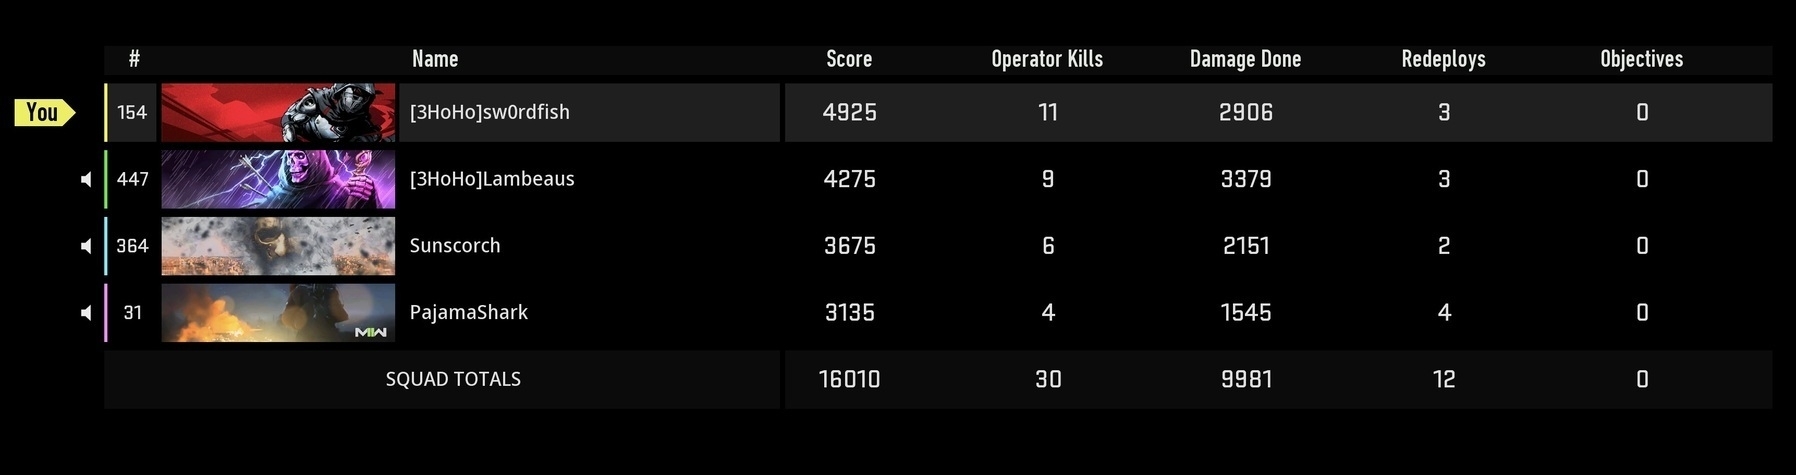 # Name Score Operator Kills Damage Done Redeploys Objectives
You 154 [3HoHo]sw0rdfish 4925 11 2906 3 0
447 [3HoHo]Lambeaus 4275 9 3379 3 0
364 Sunscorch 3675 6 2151 2 0
31 MW PajamaShark 3135 4 1545 4 0
SQUAD TOTALS 16010 30 9981 12 0